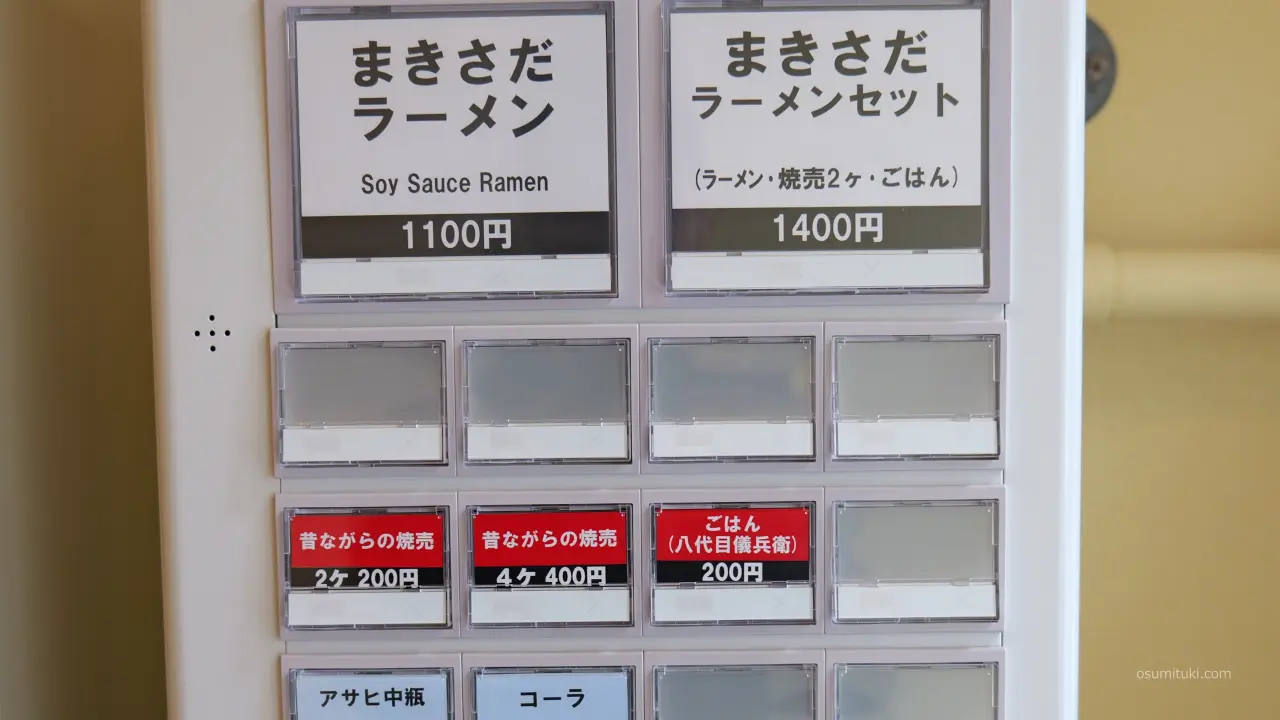 まきさだ
ラーメン
Soy Sauce Ramen
1100円
まきさだ
ラーメンセット
(ラーメン・焼売2ヶ・ごはん)
1400円
昔ながらの焼売
2ケ 200円
昔ながらの焼売
4ケ 400円
ごはん
(八代目儀兵衛)
200円
アサヒ中瓶
コーラ
osumituki.com